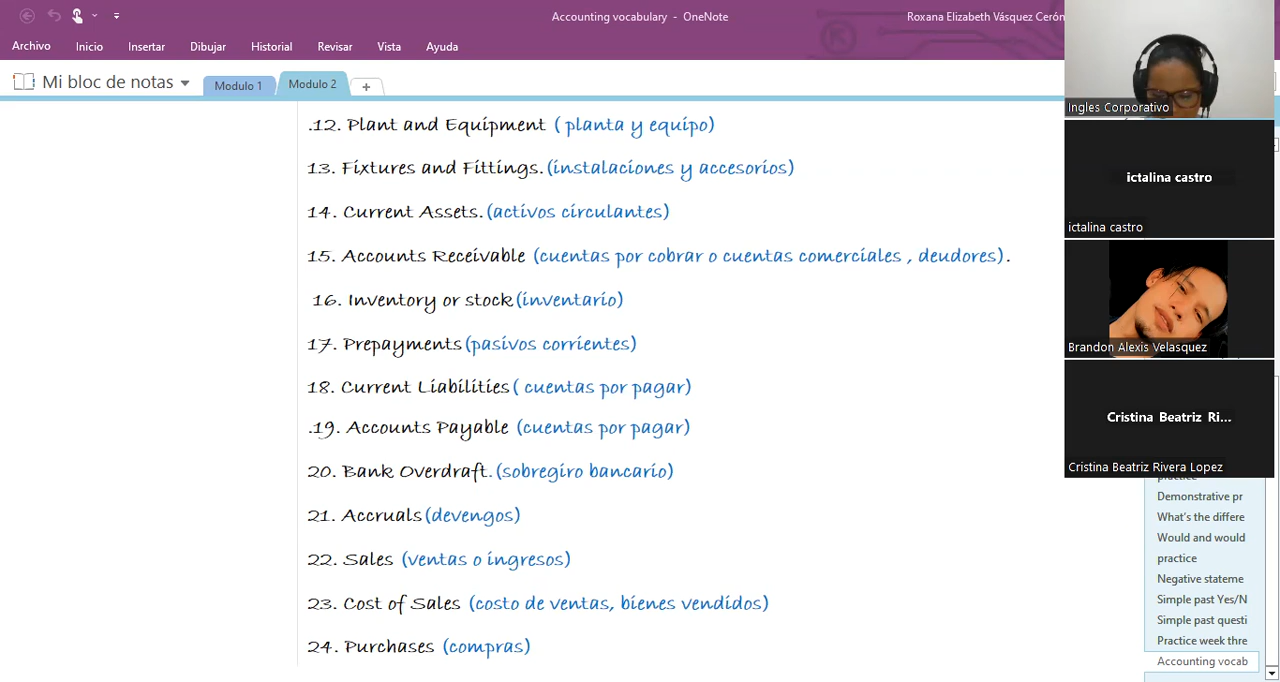 Accounting vocabulary - OneNote
Roxana Elizabeth Vásquez Cerón
Archivo Inicio Insertar Dibujar Historial Revisar Vista Ayuda
Mi bloc de notas Modulo 1 Modulo 2 +
.12. Plant and Equipment ( planta y equipo)
13. Fixtures and Fittings. (instalaciones y accesorios)
14. Current Assets. (activos circulantes)
15. Accounts Receivable (cuentas por cobrar o cuentas comerciales , deudores) .
16. Inventory or stock (inventario)
17. Prepayments (pasivos corrientes)
18. Current Liabilities ( cuentas por pagar)
.19. Accounts Payable (cuentas por pagar)
20. Bank Overdraft. (sobregiro bancario)
21. Accruals (devengos)
22. Sales (ventas o ingresos)
23. Cost of Sales (costo de ventas, bienes vendidos)
24. Purchases (compras)
Ingles Corporativo
ictalina castro
ictalina castro
Brandon Alexis Velasquez
Cristina Beatriz Ri...
Cristina Beatriz Rivera Lopez
practice
Demonstrative pr
What's the differe
Would and would
practice
Negative stateme
Simple past Yes/N
Simple past questi
Practice week thre
Accounting vocab